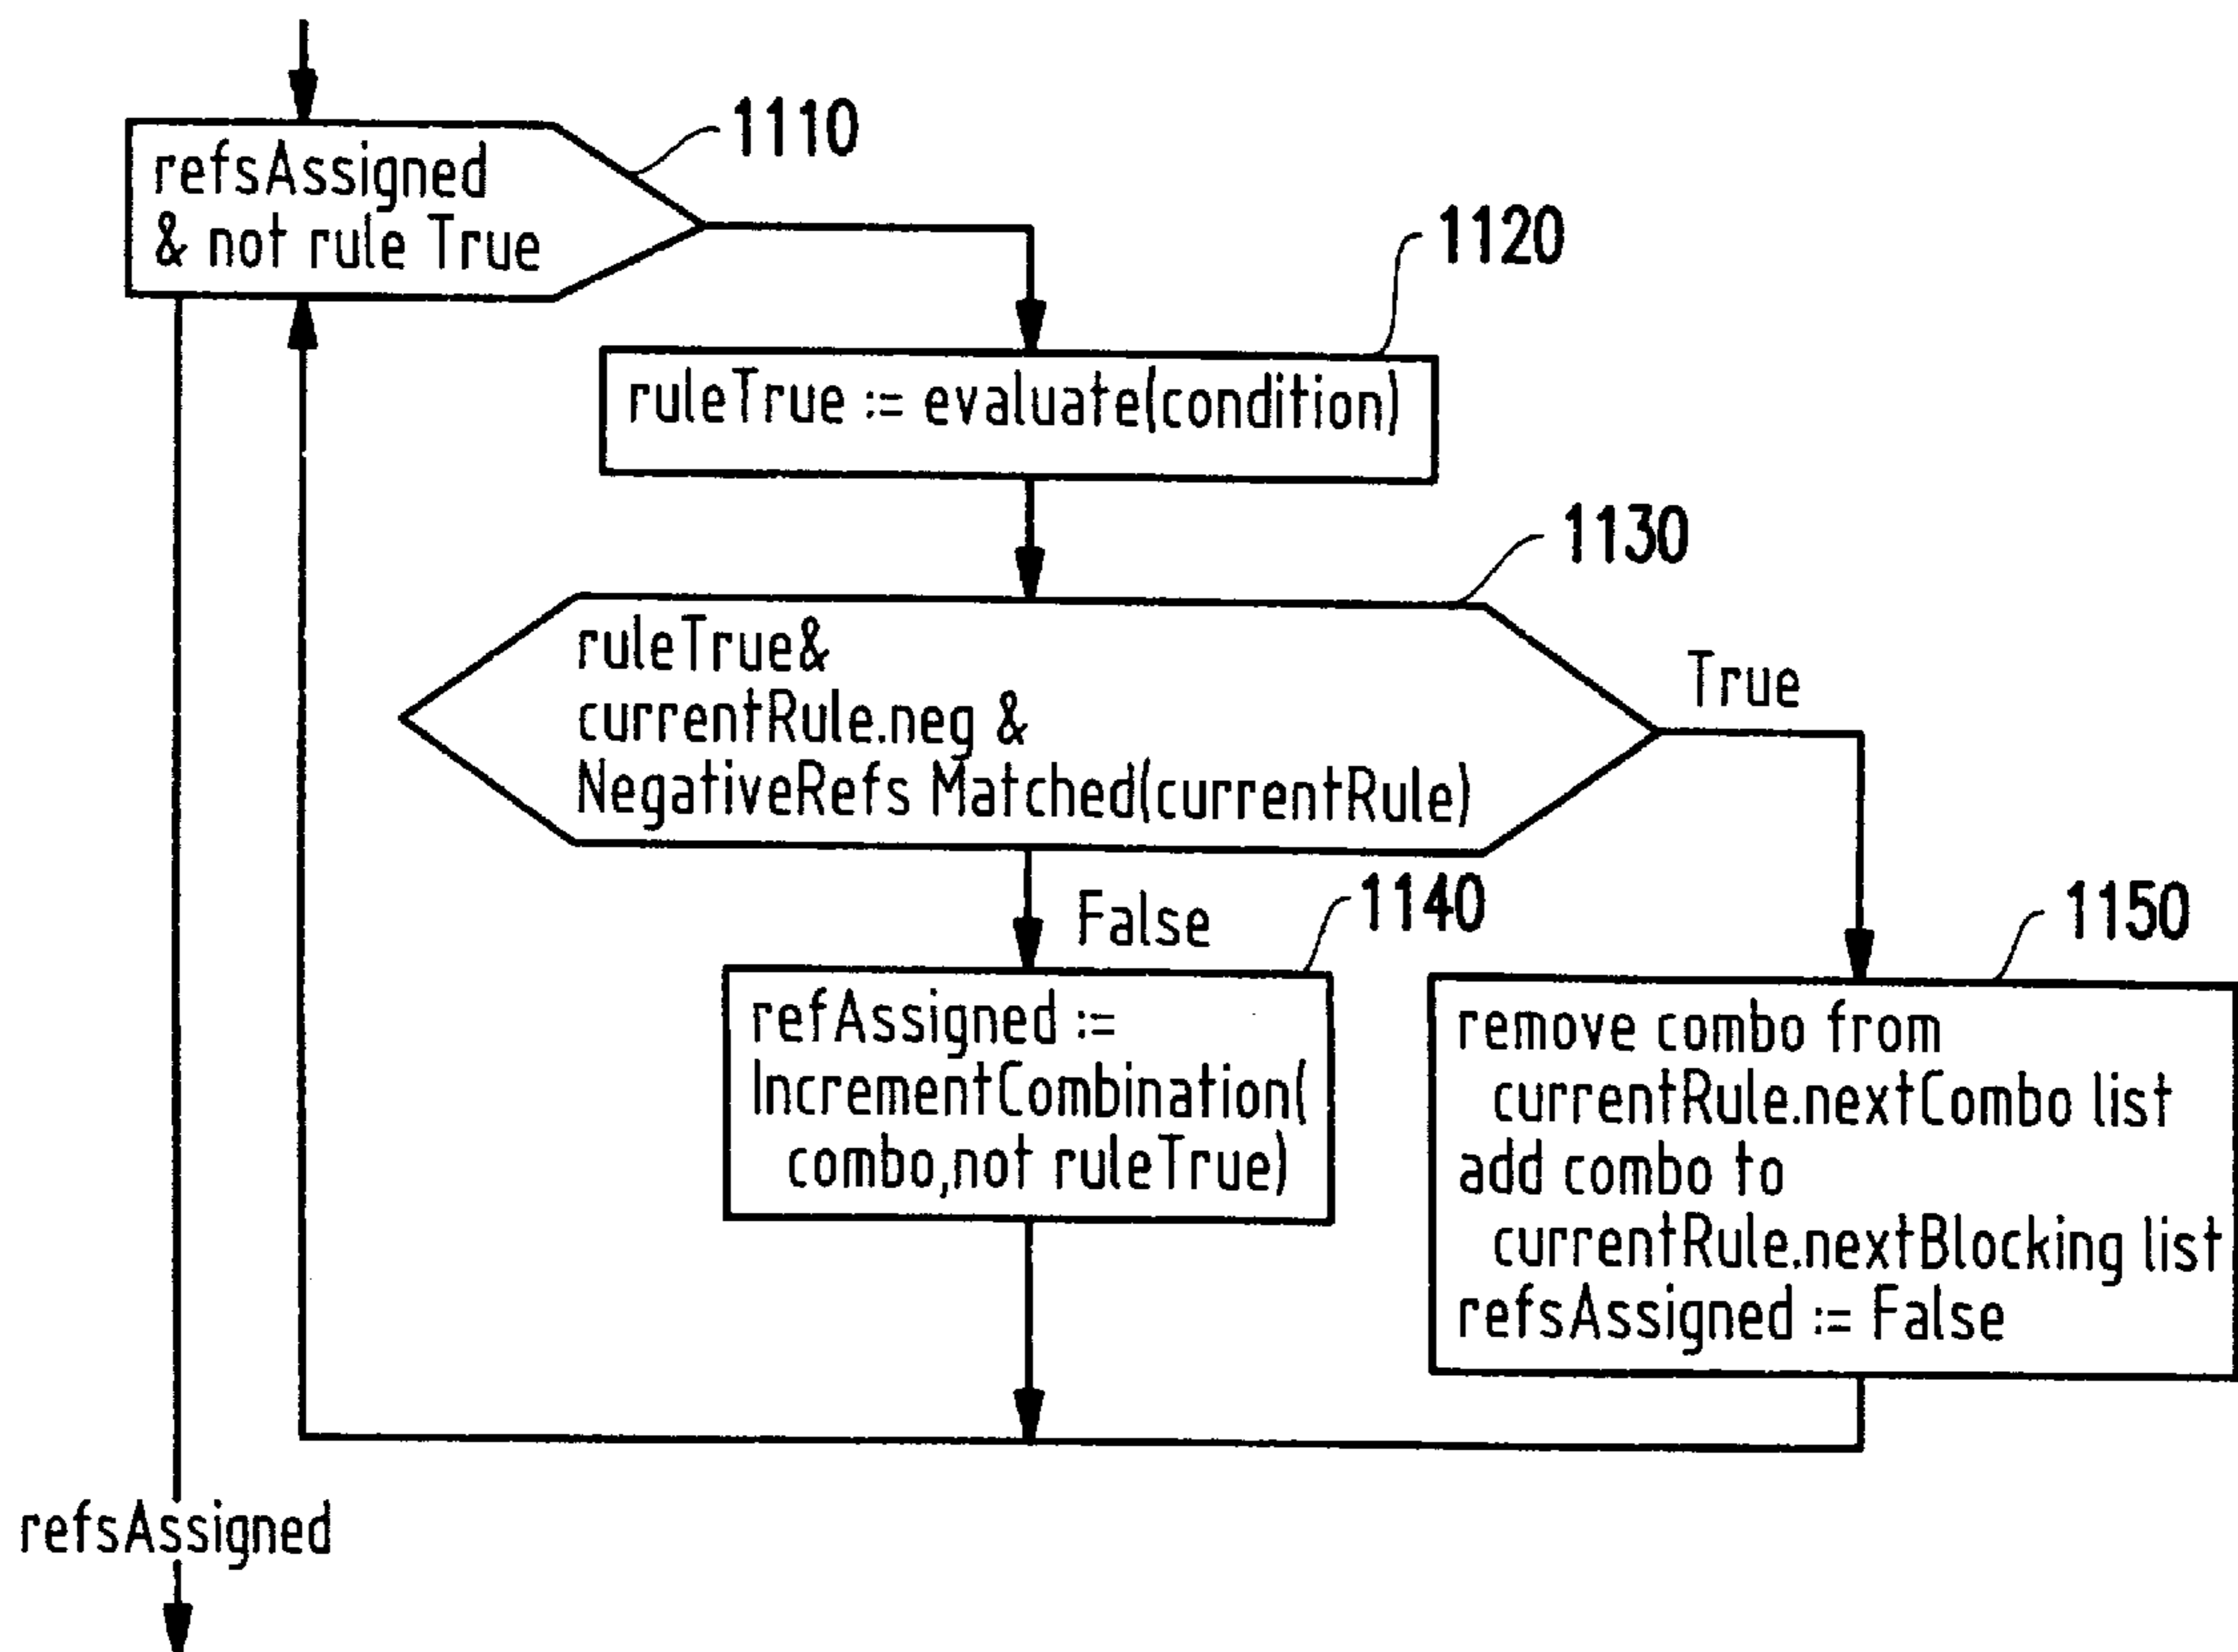 1110
refsAssigned
& not rule True
1120
ruleTrue := evaluate(condition)
1130
ruleTrue&
currentRule.neg &
NegativeRefs Matched(currentRule)
True
False
1140
refAssigned :=
IncrementCombination(
combo,not ruleTrue)
1150
remove combo from
currentRule.nextCombo list
add combo to
currentRule.nextBlocking list
refsAssigned := False
refsAssigned